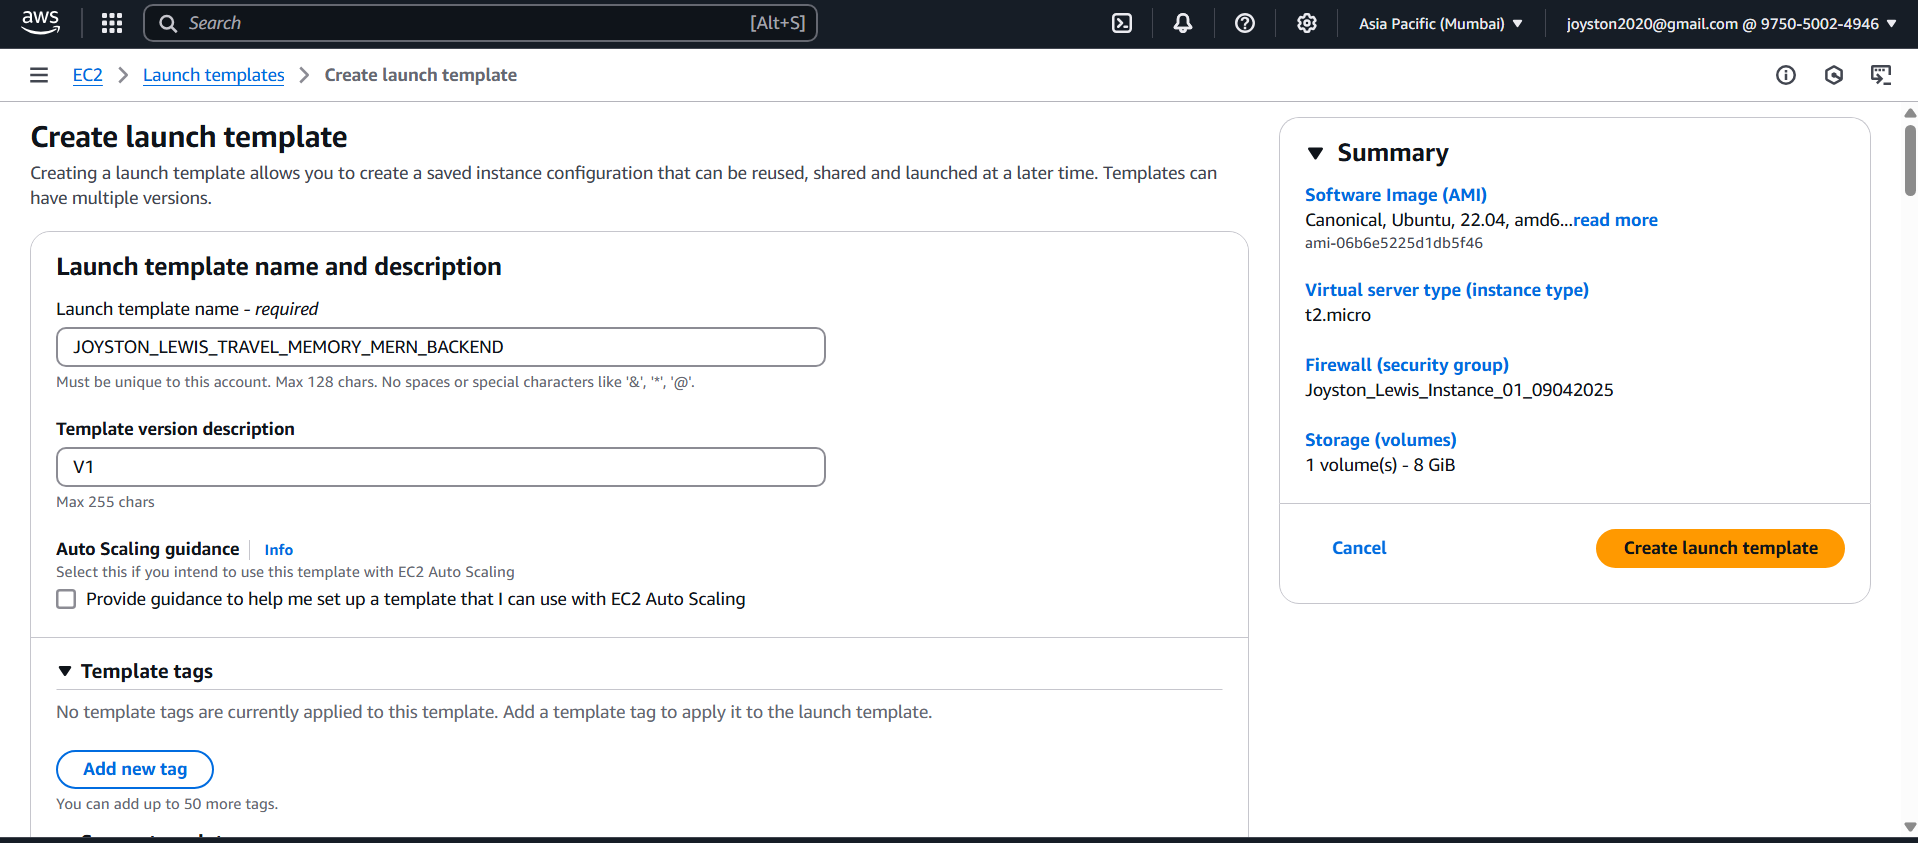 aws
Search [Alt+S]
Asia Pacific (Mumbai)
joyston2020@gmail.com @ 9750-5002-4946
EC2
Launch templates
Create launch template
Create launch template
Creating a launch template allows you to create a saved instance configuration that can be reused, shared and launched at a later time. Templates can
have multiple versions.
Launch template name and description
Launch template name - required
JOYSTON_LEWIS_TRAVEL_MEMORY_MERN_BACKEND
Must be unique to this account. Max 128 chars. No spaces or special characters like '&', '*', '@'.
Template version description
V1
Max 255 chars
Auto Scaling guidance Info
Select this if you intend to use this template with EC2 Auto Scaling
Provide guidance to help me set up a template that I can use with EC2 Auto Scaling
Template tags
No template tags are currently applied to this template. Add a template tag to apply it to the launch template.
Add new tag
You can add up to 50 more tags.
Summary
Software Image (AMI)
Canonical, Ubuntu, 22.04, amd6...read more
ami-06b6e5225d1db5f46
Virtual server type (instance type)
t2.micro
Firewall (security group)
Joyston_Lewis_Instance_01_09042025
Storage (volumes)
1 volume(s) - 8 GiB
Cancel
Create launch template